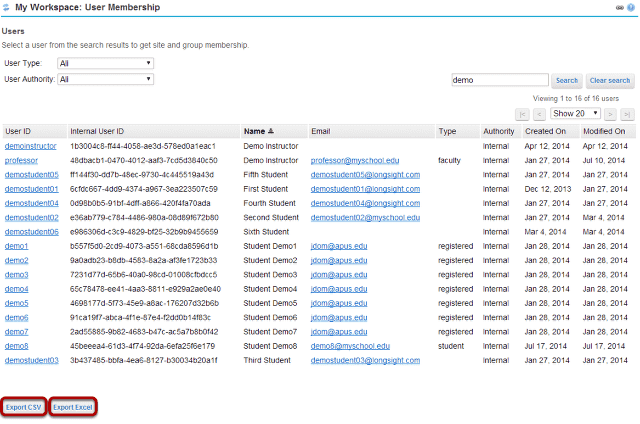 My Workspace: User Membership
Users
Select a user from the search results to get site and group membership.
User Type: All
User Authority: All
demo Search Clear search
Viewing 1 to 16 of 16 users
|< < Show 20 > >|
User ID Internal User ID Name Email Type Authority Created On Modified On
demoinstructor 1b3004c8-ff44-4058-ae3d-578ed0a1eac1 Demo Instructor Internal Apr 12, 2014 Apr 12, 2014
professor 48dbacb1-0470-4012-aaf3-7cd5d3840c50 Demo Instructor professor@myschool.edu faculty Internal Jan 27, 2014 Jul 10, 2014
demostudent05 ff144f30-dd7b-48ec-9730-4c445519a43d Fifth Student demostudent05@longsight.com Internal Jan 27, 2014 Jan 27, 2014
demostudent01 6cfdc667-4dd9-4374-a967-3ea223507c59 First Student demostudent01@longsight.com Internal Dec 12, 2013 Jan 27, 2014
demostudent04 0d98b0b5-91bf-4dff-a866-420f4fa70ada Fourth Student demostudent04@longsight.com Internal Jan 27, 2014 Jan 27, 2014
demostudent02 e36ab779-c784-4486-980a-08d89f672b80 Second Student demostudent02@myschool.edu Internal Jan 27, 2014 Mar 4, 2014
demostudent06 e986306d-c3c9-4829-bf25-32b9b9455659 Sixth Student Internal Mar 4, 2014 Mar 4, 2014
demo1 b557f5d0-2cd9-4073-a551-68cda8596d1b Student Demo1 jdom@apus.edu registered Internal Jan 28, 2014 Jan 28, 2014
demo2 9a0adb23-b8db-4583-8a2a-af3fe1723b33 Student Demo2 jdom@apus.edu registered Internal Jan 28, 2014 Jan 28, 2014
demo3 7231d77d-65b6-40a0-98cd-01008cfbdcc5 Student Demo3 jdom@apus.edu registered Internal Jan 28, 2014 Jan 28, 2014
demo4 65c78478-ee41-4aa3-8811-e929a2ae0e40 Student Demo4 jdom@apus.edu registered Internal Jan 28, 2014 Jan 28, 2014
demo5 4698177d-5f73-45e9-a8ac-176207d32b6b Student Demo5 jdom@apus.edu registered Internal Jan 28, 2014 Jan 28, 2014
demo6 91ca19f7-abca-4f1e-87e4-f2dd0b14f83c Student Demo6 jdom@apus.edu registered Internal Jan 28, 2014 Jan 28, 2014
demo7 2ad55885-9b82-4683-b47c-ac5a7b8b0f42 Student Demo7 jdom@apus.edu registered Internal Jan 28, 2014 Jan 28, 2014
demo8 45beeea4-61d3-4f74-92da-6efa25f6e179 Student Demo8 demo8@myschool.edu student Internal Jul 17, 2014 Jul 17, 2014
demostudent03 3b437485-bbfa-4ea6-8127-b30034b20a1f Third Student demostudent03@longsight.com Internal Jan 27, 2014 Jan 27, 2014
Export CSV Export Excel